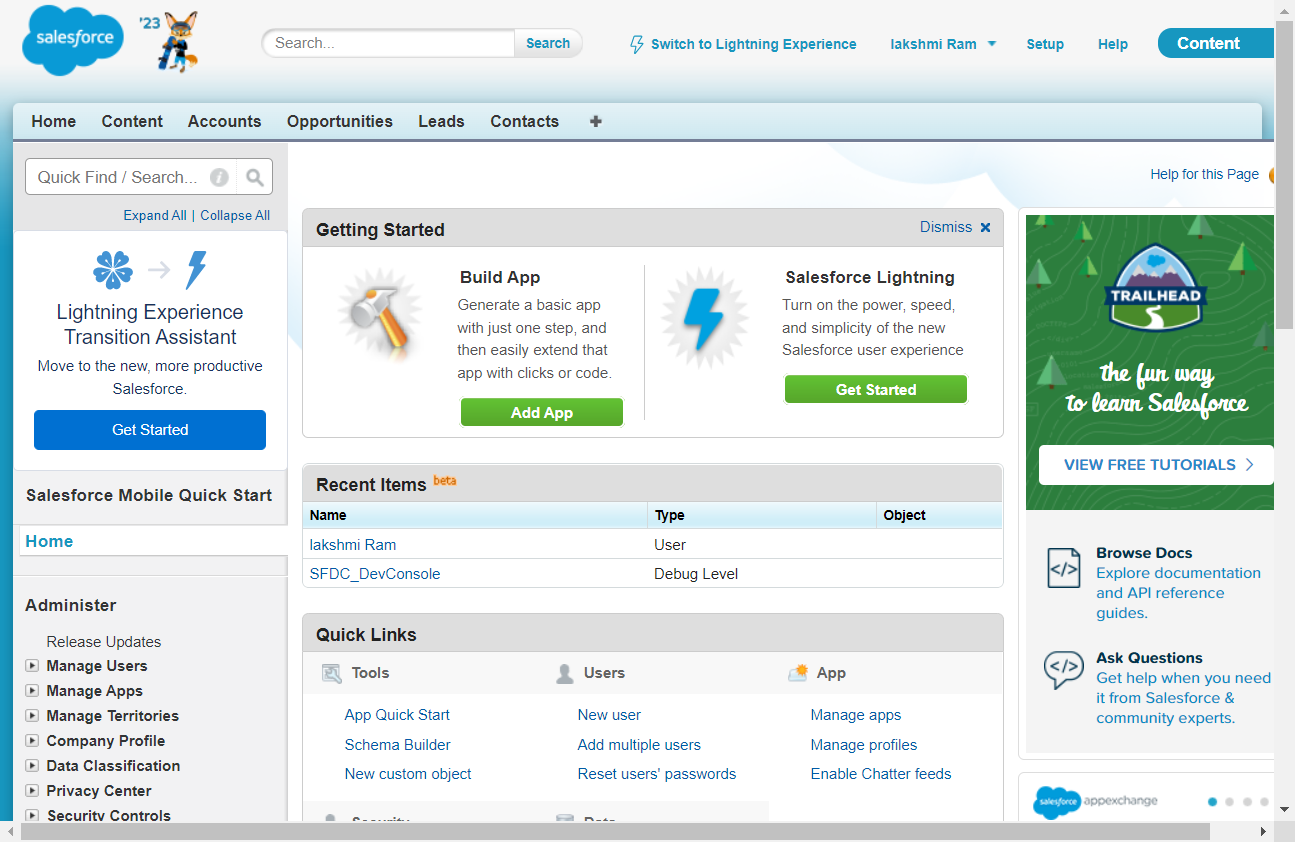 salesforce
'23
Search...
Search
Switch to Lightning Experience
lakshmi Ram
Setup
Help
Content
Home
Content
Accounts
Opportunities
Leads
Contacts
Quick Find / Search...
Expand All | Collapse All
Lightning Experience
Transition Assistant
Move to the new, more productive
Salesforce.
Get Started
Salesforce Mobile Quick Start
Home
Administer
Release Updates
Manage Users
Manage Apps
Manage Territories
Company Profile
Data Classification
Privacy Center
Security Controls
Help for this Page
Getting Started
Dismiss
Build App
Generate a basic app
with just one step, and
then easily extend that
app with clicks or code.
Add App
Salesforce Lightning
Turn on the power, speed,
and simplicity of the new
Salesforce user experience
Get Started
Recent Items beta
Name
Type
Object
lakshmi Ram
User
SFDC_DevConsole
Debug Level
Quick Links
Tools
Users
App
App Quick Start
New user
Manage apps
Schema Builder
Add multiple users
Manage profiles
New custom object
Reset users' passwords
Enable Chatter feeds
Security
Data
TRAILHEAD
the fun way
to learn Salesforce
VIEW FREE TUTORIALS
Browse Docs
Explore documentation
and API reference
guides.
Ask Questions
Get help when you need
it from Salesforce &
community experts.
salesforce appexchange